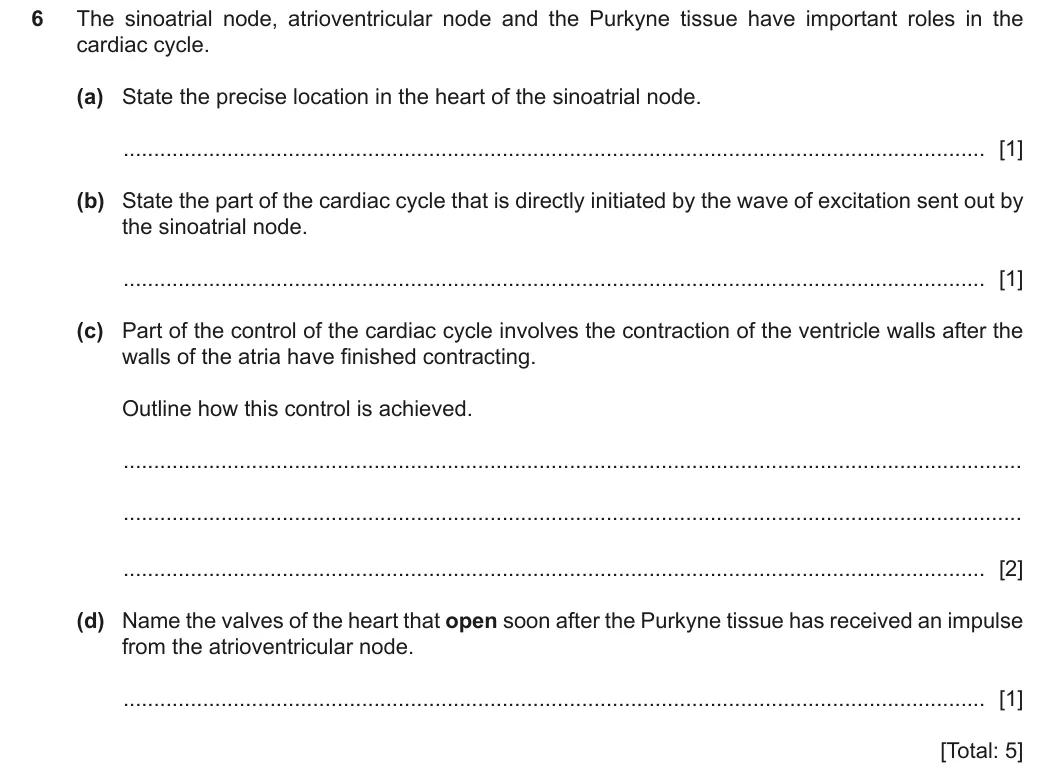 6 The sinoatrial node, atrioventricular node and the Purkyne tissue have important roles in the
cardiac cycle.
(a) State the precise location in the heart of the sinoatrial node.
.......................................................................................................................................... [1]
(b) State the part of the cardiac cycle that is directly initiated by the wave of excitation sent out by
the sinoatrial node.
.......................................................................................................................................... [1]
(c) Part of the control of the cardiac cycle involves the contraction of the ventricle walls after the
walls of the atria have finished contracting.
Outline how this control is achieved.
..........................................................................................................................................
..........................................................................................................................................
.......................................................................................................................................... [2]
(d) Name the valves of the heart that open soon after the Purkyne tissue has received an impulse
from the atrioventricular node.
.......................................................................................................................................... [1]
[Total: 5]